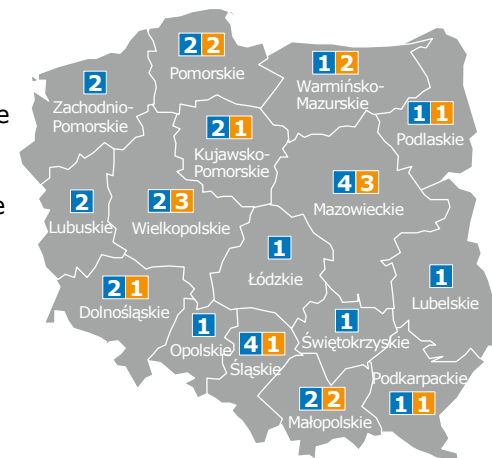 2 2
Pomorskie
1 2
Warmińsko-
Mazurskie
2
Zachodnio-
Pomorskie
e
1 1
Podlaskie
2 1
Kujawsko-
Pomorskie
4 3
Mazowieckie
2
Lubuskie
e
2 3
Wielkopolskie
1
Łódzkie
1
Lubelskie
2 1
Dolnośląskie
1
Opolskie
4 1
Śląskie
1
Świętokrzyskie
Podkarpackie
1 1
2 2
Małopolskie